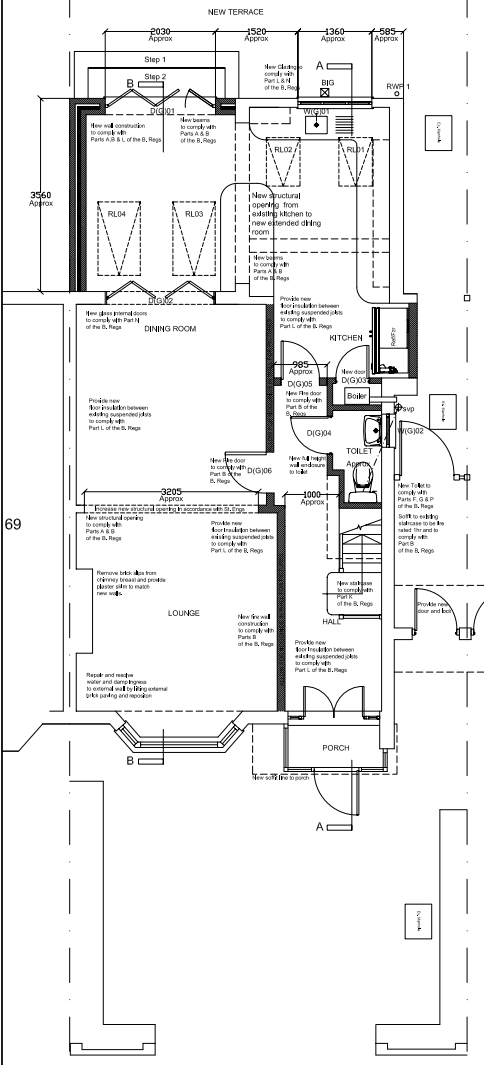 NEW TERRACE
2030
Approx
1520
Approx
1360
Approx
585
Approx
Step 1
Step 2
B
A
New Glazing to
comply with
Part L & N
of the B. Regs
BIG
RWP 1
D(G)01
W(G)01
New wall construction
to comply with
Parts A,B & L of the B. Regs
New beams
to comply with
Parts A & B
of the B. Regs
RL02
RL01
3560
Approx
RL04
RL03
New structural
opening from
existing kitchen to
new extended dining
room
New beams
to comply with
Parts A & B
of the B. Regs
D(G)02
New glass internal doors
to comply with Part N
of the B. Regs
DINING ROOM
Provide new
floor insulation between
existing suspended joists
to comply with
Part L of the B. Regs
KITCHEN
Ref/Fzr
985
Approx
New door
D(G)03
D(G)05
New Fire door
to comply with
Part B of the
B. Regs
Boiler
Provide new
floor insulation between
existing suspended joists
to comply with
Part L of the B. Regs
svp
D(G)04
W(G)02
TOILET
Approx
New full height
wall enclosure
to toilet
New Fire door
to comply with
Part B of the
B. Regs
D(G)06
3205
Approx
1000
Approx
New Toilet to
comply with
Parts F, G & P
of the B. Regs
Soffit to existing
staircase to be fire
rated 1hr and to
comply with
Part B
of the B. Regs
Increase new structural opening in accordance with St. Engs
New structural opening
to comply with
Parts A & B
of the B. Regs
Provide new
floor insulation between
existing suspended joists
to comply with
Part L of the B. Regs
69
Remove brick slips from
chimney breast and provide
plaster skim to match
new walls.
New staircase
to comply with
Part K
of the B. Regs
LOUNGE
New fire wall
construction
to comply with
Parts B
of the B. Regs
HALL
Provide new
door and lock
Provide new
floor insulation between
existing suspended joists
to comply with
Part L of the B. Regs
Repair and resolve
water and dampingness
to external wall by lifting external
brick paving and reposition
PORCH
B
New soffit line to porch
A